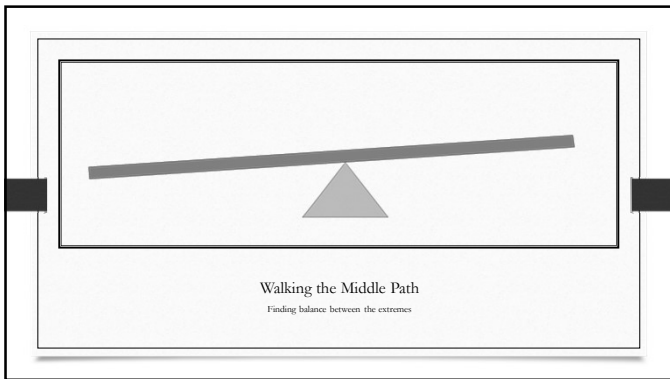 Walking the Middle Path
Finding balance between the extremes